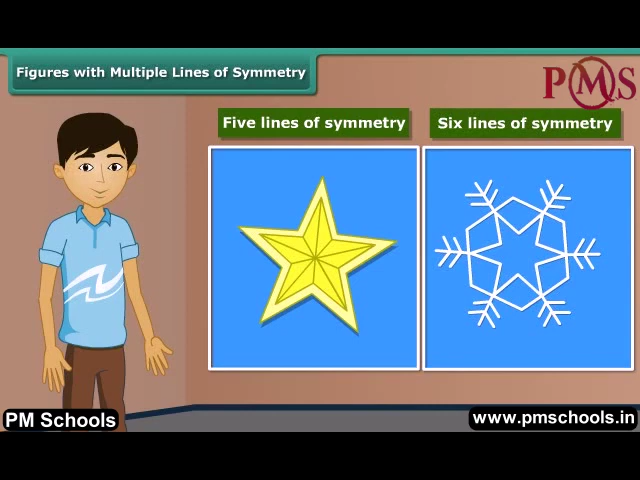 Figures with Multiple Lines of Symmetry
PMS
Five lines of symmetry
Six lines of symmetry
PM Schools
www.pmschools.in